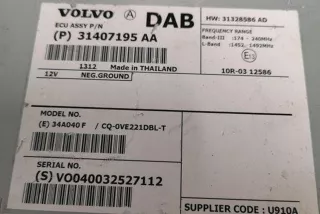 VOLVO A DAB HW: 31328586 AD
ECU ASSY P/N
(P) 31407195 AA
FREQUENCY RANGE
Band-III : 174 - 240MHz
L-Band : 1452 - 1492MHz
1312 Made in THAILAND
E11
12V NEG.GROUND 10R-03 12586
MODEL NO.
(E) 34A040 F / CQ-0VE221DBL-T
SERIAL NO.
(S) VO040032527112
SUPPLIER CODE : U910A